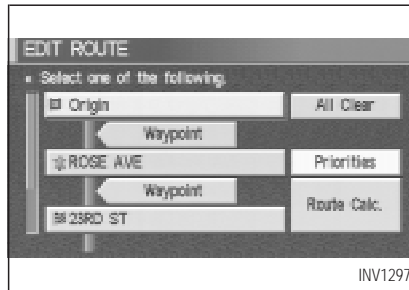 EDIT ROUTE
Select one of the following.
Origin
All Clear
Waypoint
ROSE AVE
Priorities
Waypoint
Route Calc.
23RD ST
INV1297